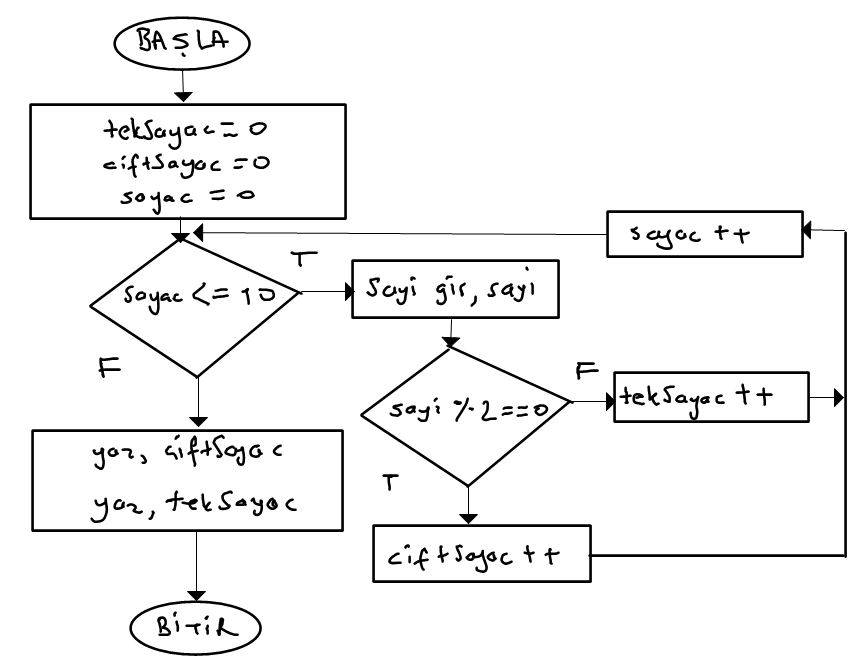 BAŞLA
tekSayac = 0
ciftSayac = 0
sayac = 0
sayac ++
T
sayac <= 10
Sayi gir, sayi
F
F
sayi % 2 == 0
tekSayac ++
yaz, ciftSayac
T
yaz, tekSayac
ciftSayac ++
BİTİR